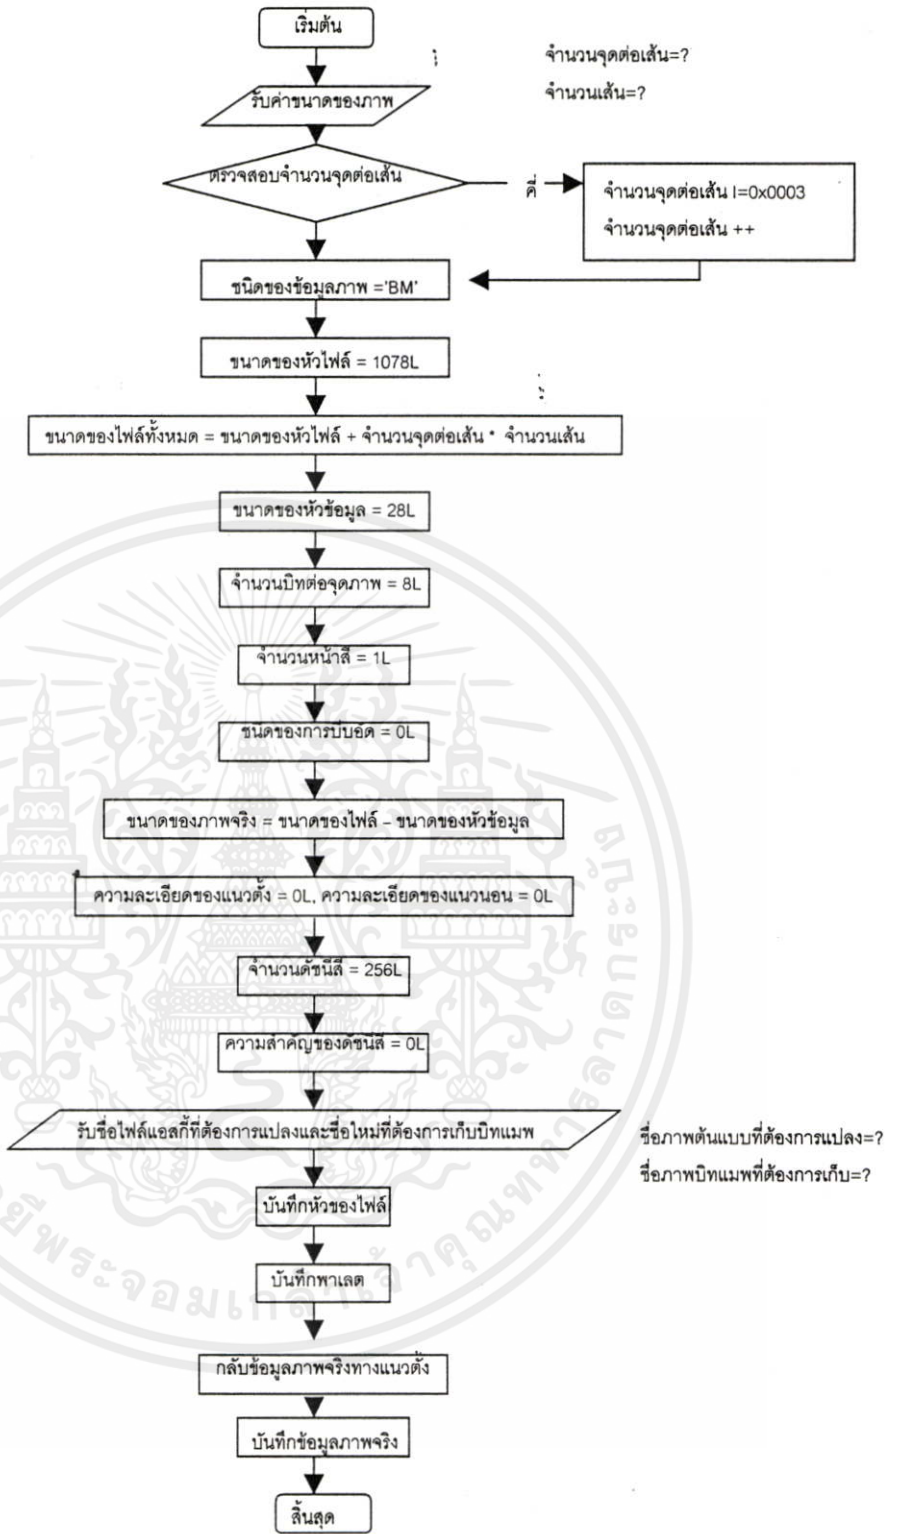 เริ่มต้น
จำนวนจุดต่อเส้น=?
จำนวนเส้น=?
รับค่าขนาดของภาพ
ตรวจสอบจำนวนจุดต่อเส้น
คี่
จำนวนจุดต่อเส้น I=0x0003
จำนวนจุดต่อเส้น ++
ชนิดของข้อมูลภาพ ='BM'
ขนาดของหัวไฟล์ = 1078L
ขนาดของไฟล์ทั้งหมด = ขนาดของหัวไฟล์ + จำนวนจุดต่อเส้น * จำนวนเส้น
ขนาดของหัวข้อมูล = 28L
จำนวนบิทต่อจุดภาพ = 8L
จำนวนหน้าสี = 1L
ชนิดของการบีบอัด = 0L
ขนาดของภาพจริง = ขนาดของไฟล์ – ขนาดของหัวข้อมูล
ความละเอียดของแนวตั้ง = 0L, ความละเอียดของแนวนอน = 0L
จำนวนดัชนีสี = 256L
ความสำคัญของดัชนีสี = 0L
รับชื่อไฟล์แอสกี้ที่ต้องการแปลงและชื่อใหม่ที่ต้องการเก็บบิทแมพ
ชื่อภาพต้นแบบที่ต้องการแปลง=?
ชื่อภาพบิทแมพที่ต้องการเก็บ=?
บันทึกหัวของไฟล์
บันทึกพาเลต
กลับข้อมูลภาพจริงทางแนวตั้ง
บันทึกข้อมูลภาพจริง
สิ้นสุด